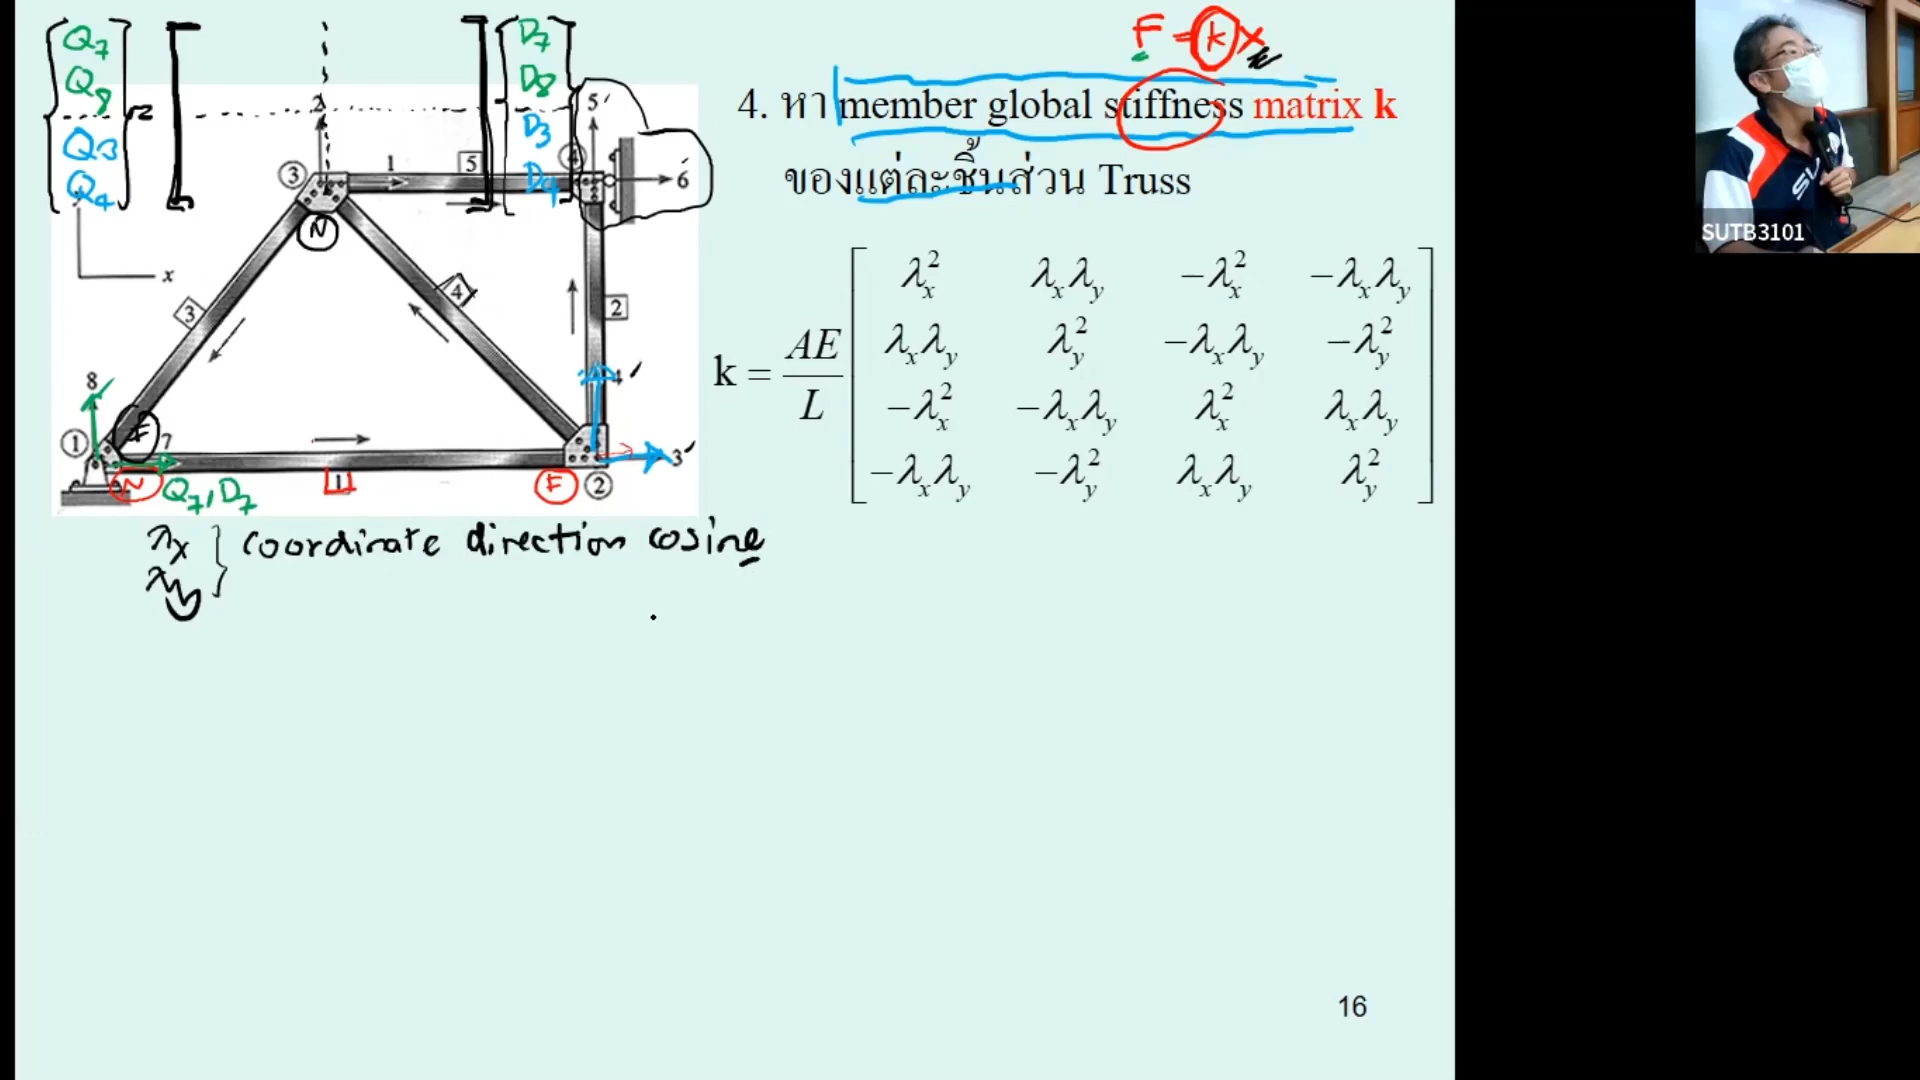 F = kx
4. หา member global stiffness matrix k
ของแต่ละชิ้นส่วน Truss
Q7
Q8
Q3
Q4
=
D7
D8
D3
D4
2
5'
③ 1 5 ④
6
N
x
3
4
2
8
4'
F
① 7
3'
N Q7, D7
1
F ②
λx
λy
} coordinate direction cosine
k = AE/L
λx² λxλy −λx² −λxλy
λxλy λy² −λxλy −λy²
−λx² −λxλy λx² λxλy
−λxλy −λy² λxλy λy²
SUTB3101
16